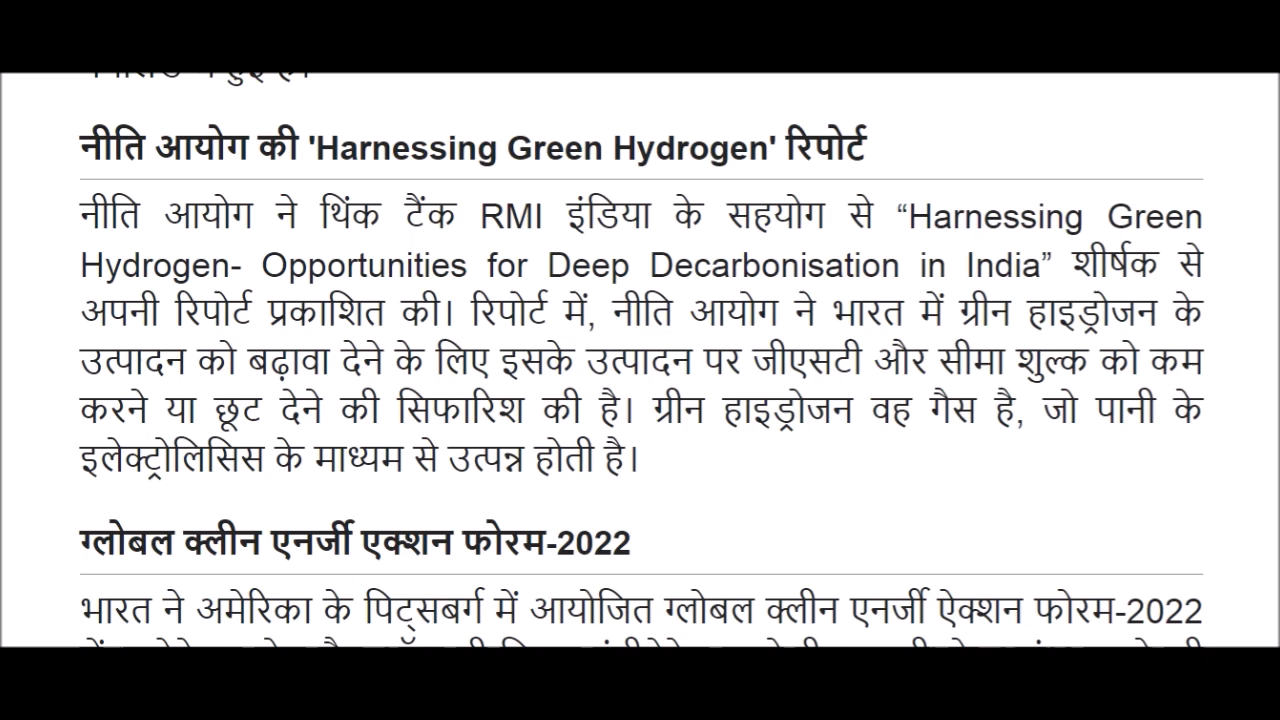 नीति आयोग की 'Harnessing Green Hydrogen' रिपोर्ट
नीति आयोग ने थिंक टैंक RMI इंडिया के सहयोग से “Harnessing Green
Hydrogen- Opportunities for Deep Decarbonisation in India” शीर्षक से
अपनी रिपोर्ट प्रकाशित की। रिपोर्ट में, नीति आयोग ने भारत में ग्रीन हाइड्रोजन के
उत्पादन को बढ़ावा देने के लिए इसके उत्पादन पर जीएसटी और सीमा शुल्क को कम
करने या छूट देने की सिफारिश की है। ग्रीन हाइड्रोजन वह गैस है, जो पानी के
इलेक्ट्रोलिसिस के माध्यम से उत्पन्न होती है।
ग्लोबल क्लीन एनर्जी एक्शन फोरम-2022
भारत ने अमेरिका के पिट्सबर्ग में आयोजित ग्लोबल क्लीन एनर्जी ऐक्शन फोरम-2022